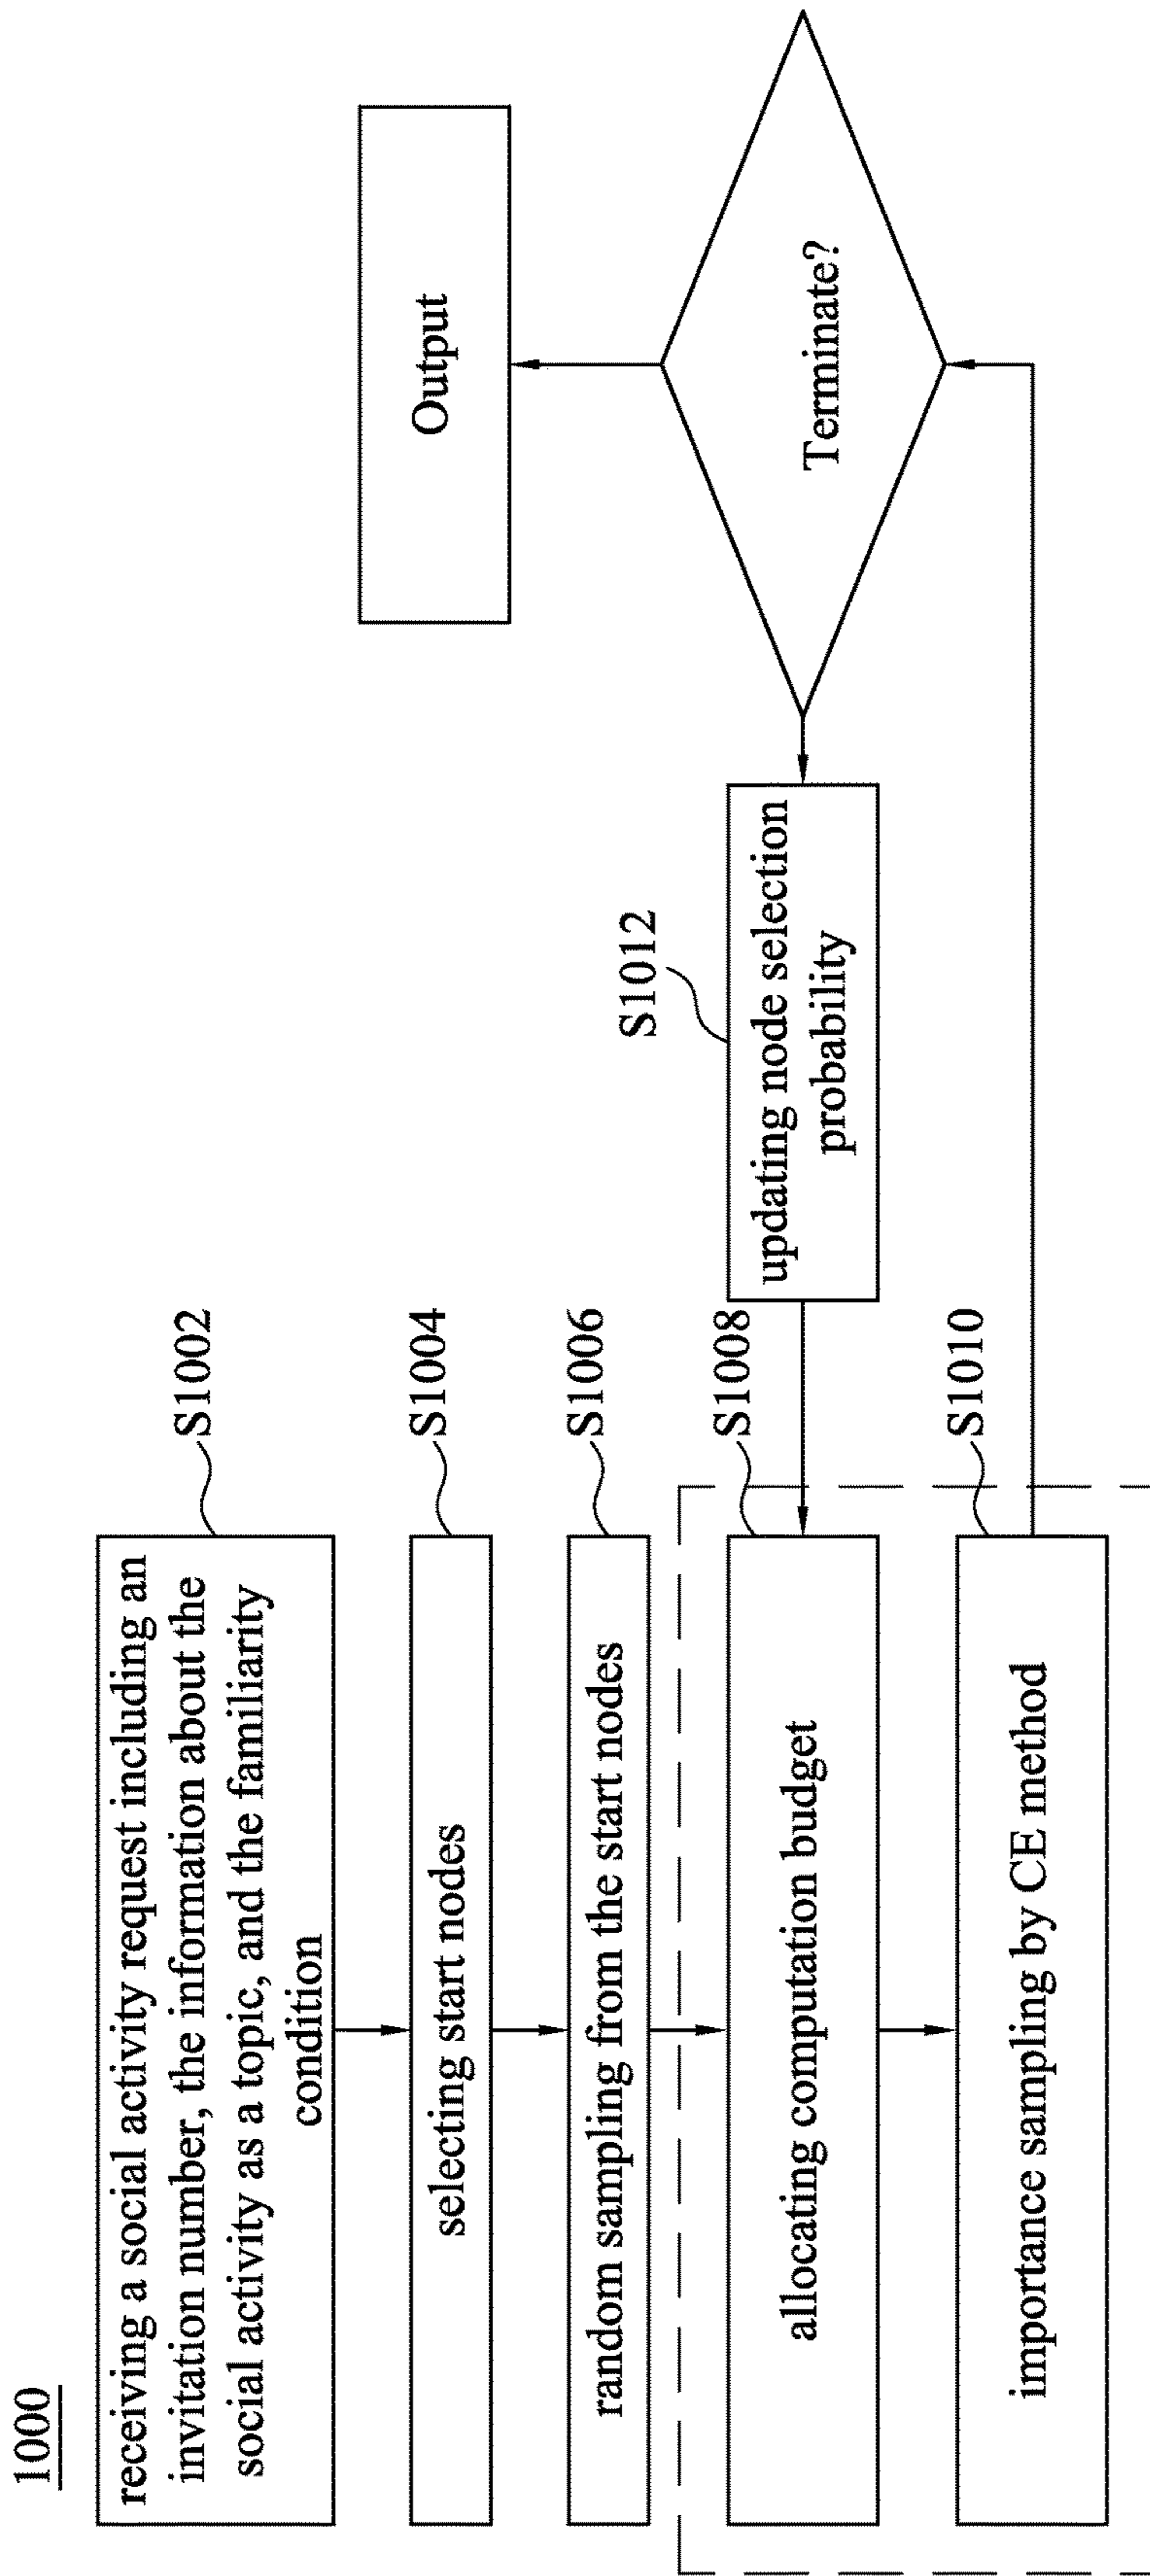 1000
receiving a social activity request including an
invitation number, the information about the
social activity as a topic, and the familiarity
condition
S1002
selecting start nodes
S1004
random sampling from the start nodes
S1006
allocating computation budget
S1008
importance sampling by CE method
S1010
updating node selection
probability
S1012
Terminate?
Output